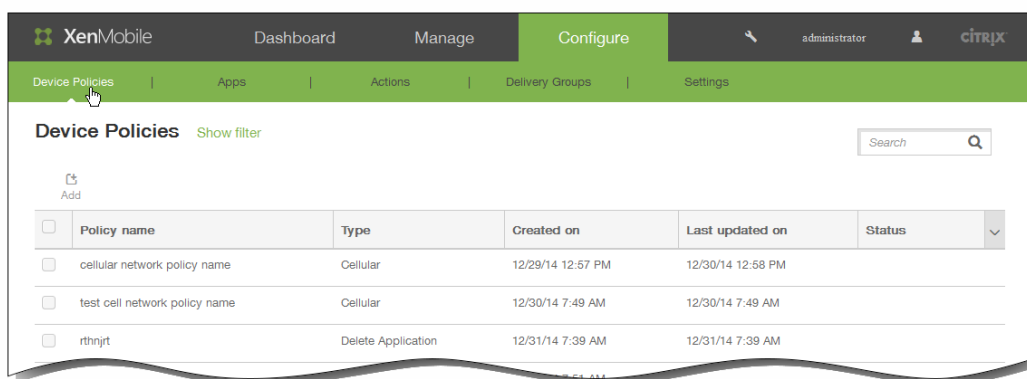 XenMobile Dashboard Manage Configure administrator CİTRIX
Device Policies | Apps | Actions | Delivery Groups | Settings
Device Policies Show filter
Search
Add
Policy name Type Created on Last updated on Status
cellular network policy name Cellular 12/29/14 12:57 PM 12/30/14 12:58 PM
test cell network policy name Cellular 12/30/14 7:49 AM 12/30/14 7:49 AM
rthnjrt Delete Application 12/31/14 7:39 AM 12/31/14 7:39 AM